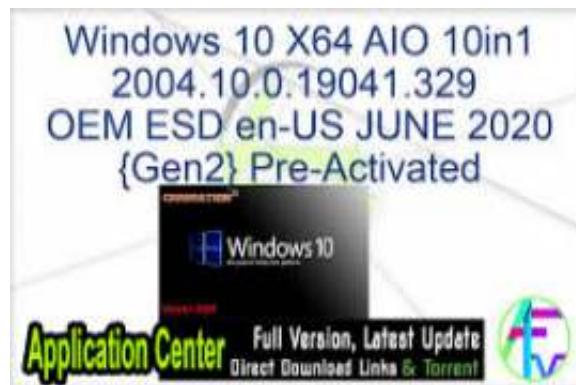 Windows 10 X64 AIO 10in1
2004.10.0.19041.329
OEM ESD en-US JUNE 2020
{Gen2} Pre-Activated
Windows 10
Application Center
Full Version, Latest Update
Direct Download Links & Torrent